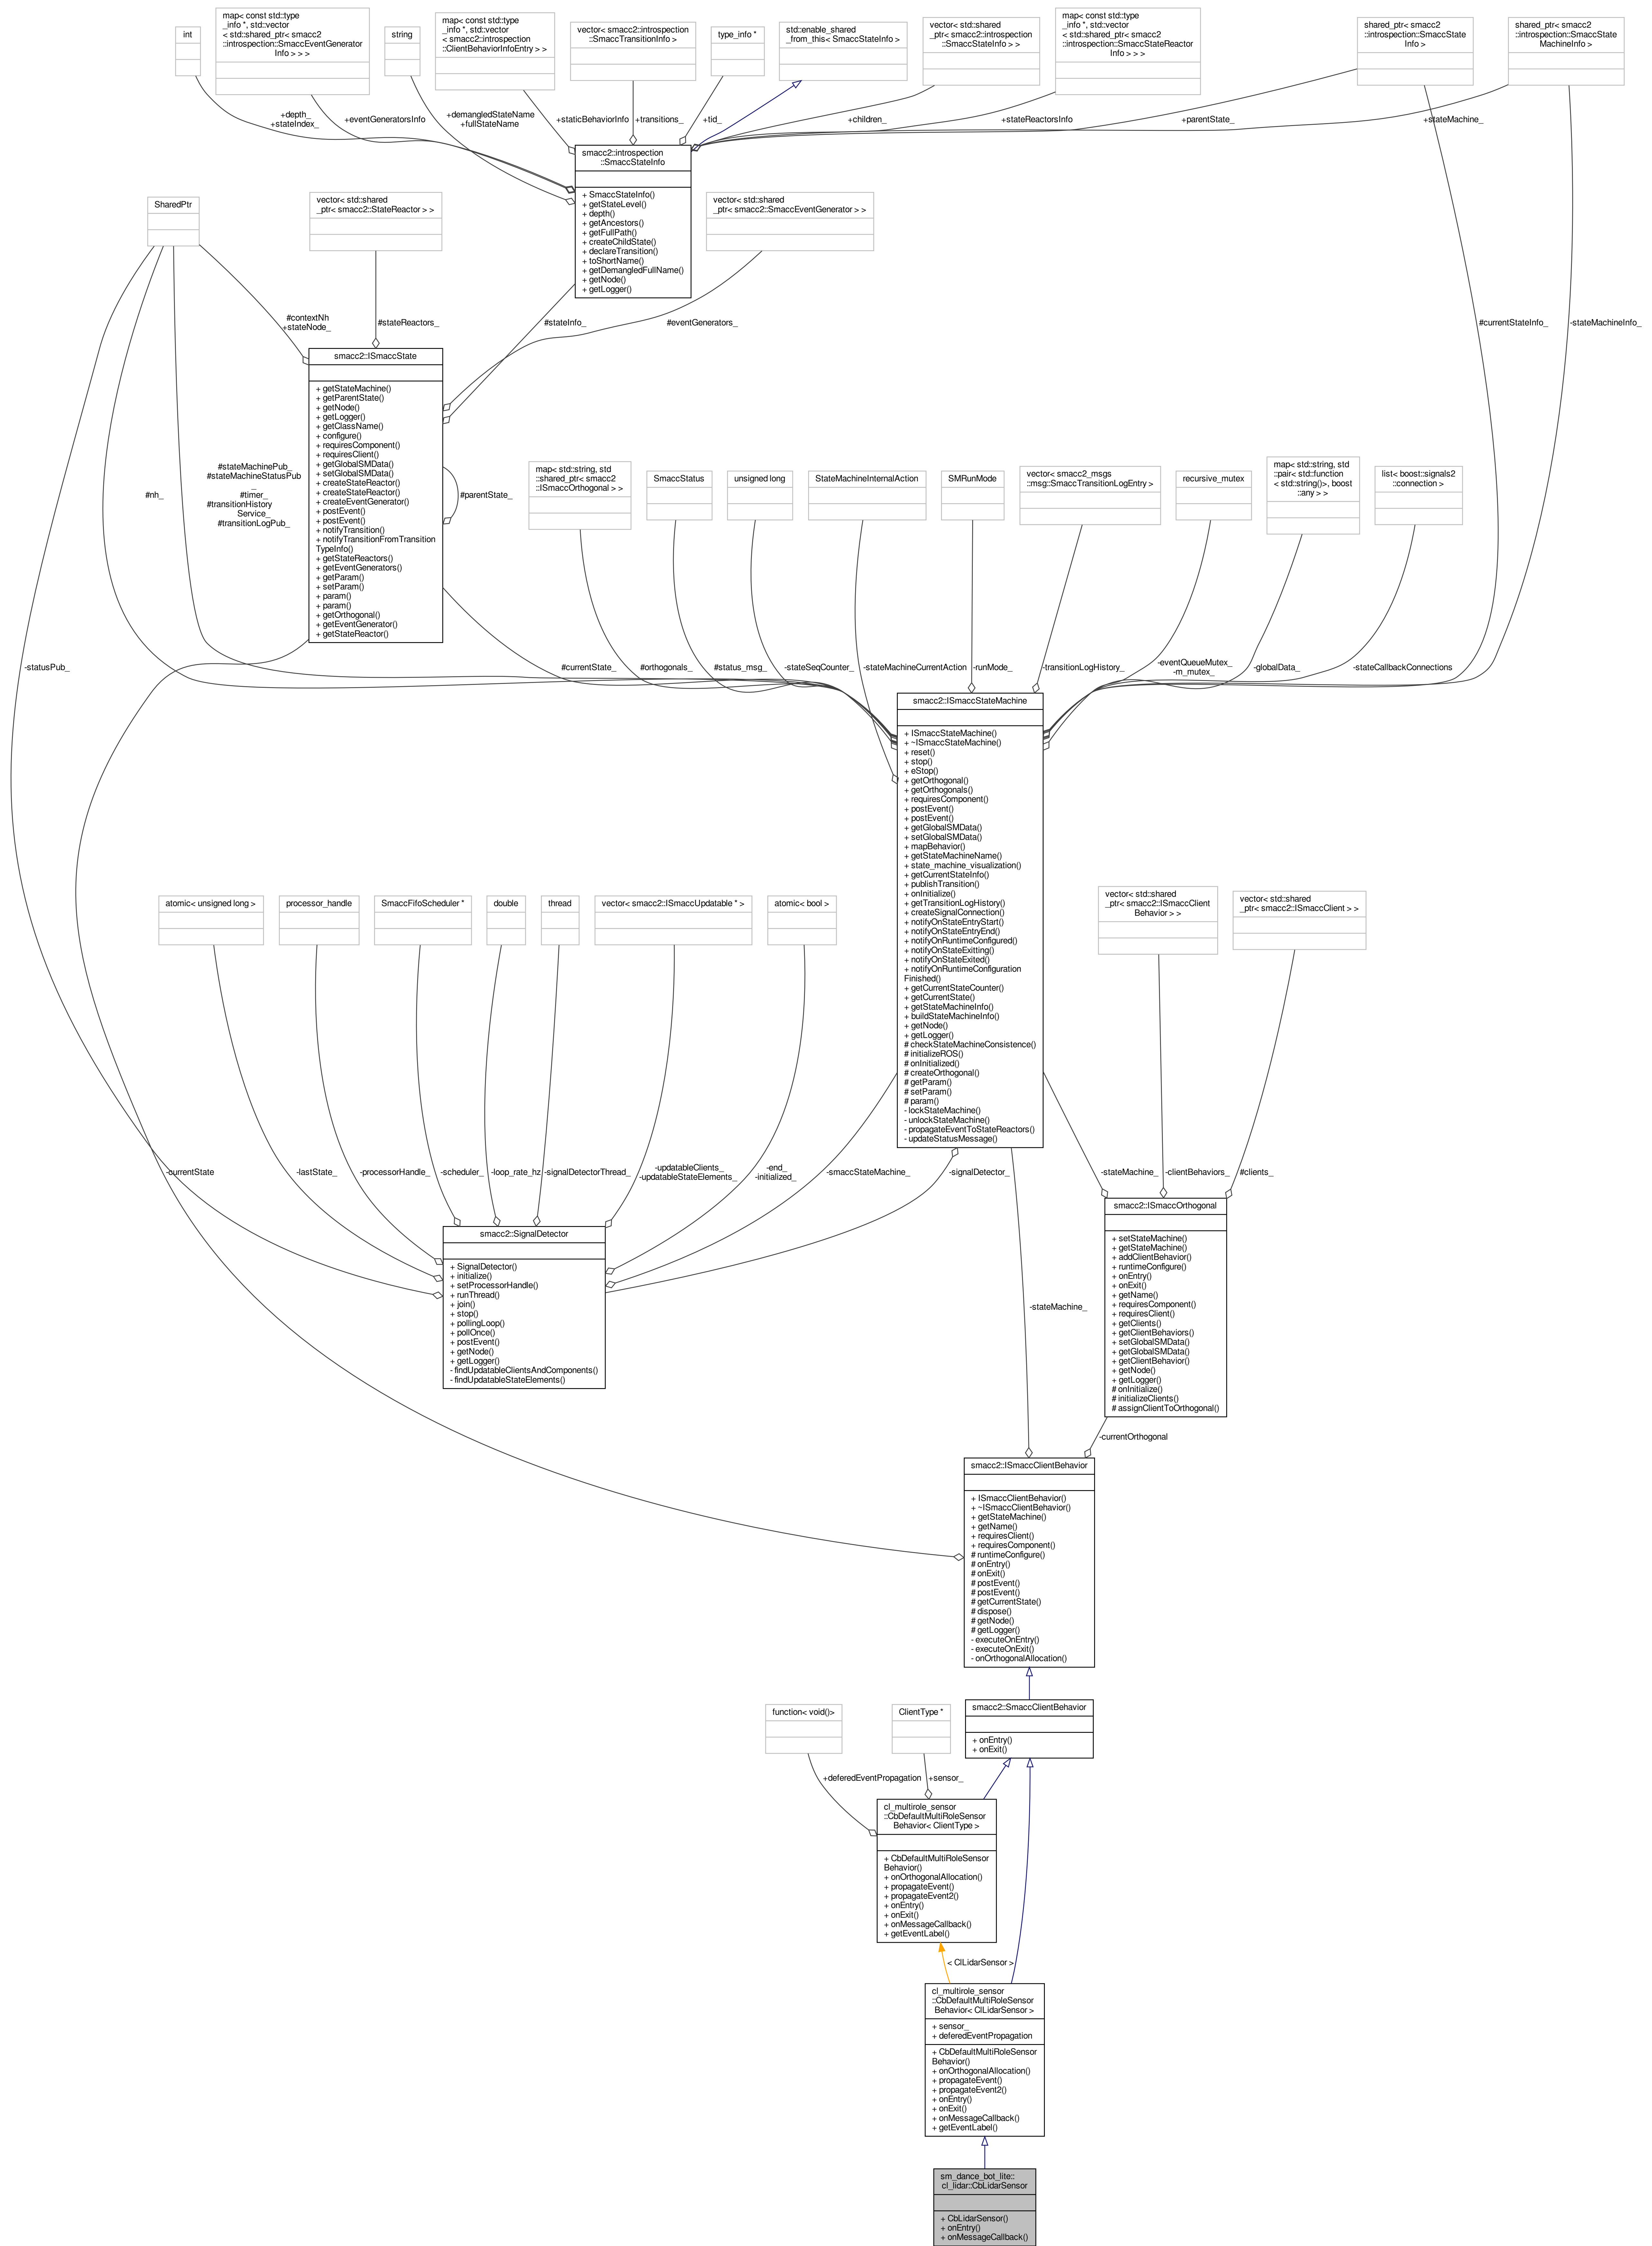 int
map< const std::type
_info *, std::vector
< std::shared_ptr< smacc2
::introspection::SmaccEventGenerator
Info > > >
string
map< const std::type
_info *, std::vector
< smacc2::introspection
::ClientBehaviorInfoEntry > >
vector< smacc2::introspection
::SmaccTransitionInfo >
type_info *
std::enable_shared
_from_this< SmaccStateInfo >
vector< std::shared
_ptr< smacc2::introspection
::SmaccStateInfo > >
map< const std::type
_info *, std::vector
< std::shared_ptr< smacc2
::introspection::SmaccStateReactor
Info > > >
shared_ptr< smacc2
::introspection::SmaccState
Info >
shared_ptr< smacc2
::introspection::SmaccState
MachineInfo >
+depth_
+stateIndex_
+eventGeneratorsInfo
+demangledStateName
+fullStateName
+staticBehaviorInfo
+transitions_
+tid_
+children_
+stateReactorsInfo
+parentState_
+stateMachine_
smacc2::introspection
::SmaccStateInfo
+ SmaccStateInfo()
+ getStateLevel()
+ depth()
+ getAncestors()
+ getFullPath()
+ createChildState()
+ declareTransition()
+ toShortName()
+ getDemangledFullName()
+ getNode()
+ getLogger()
SharedPtr
vector< std::shared
_ptr< smacc2::StateReactor > >
vector< std::shared
_ptr< smacc2::SmaccEventGenerator > >
#contextNh
+stateNode_
#stateReactors_
#stateInfo_
#eventGenerators_
#currentStateInfo_
-stateMachineInfo_
smacc2::ISmaccState
+ getStateMachine()
+ getParentState()
+ getNode()
+ getLogger()
+ getClassName()
+ configure()
+ requiresComponent()
+ requiresClient()
+ getGlobalSMData()
+ setGlobalSMData()
+ createStateReactor()
+ createStateReactor()
+ createEventGenerator()
+ postEvent()
+ postEvent()
+ notifyTransition()
+ notifyTransitionFromTransition
TypeInfo()
+ getStateReactors()
+ getEventGenerators()
+ getParam()
+ setParam()
+ param()
+ param()
+ getOrthogonal()
+ getEventGenerator()
+ getStateReactor()
#parentState_
#nh_
#stateMachinePub_
#stateMachineStatusPub
_
#timer_
#transitionHistory
Service_
#transitionLogPub_
map< std::string, std
::shared_ptr< smacc2
::ISmaccOrthogonal > >
SmaccStatus
unsigned long
StateMachineInternalAction
SMRunMode
vector< smacc2_msgs
::msg::SmaccTransitionLogEntry >
recursive_mutex
map< std::string, std
::pair< std::function
< std::string()>, boost
::any > >
list< boost::signals2
::connection >
-statusPub_
#currentState_
#orthogonals_
#status_msg_
-stateSeqCounter_
-stateMachineCurrentAction
-runMode_
-transitionLogHistory_
-eventQueueMutex_
-m_mutex_
-globalData_
-stateCallbackConnections
smacc2::ISmaccStateMachine
+ ISmaccStateMachine()
+ ~ISmaccStateMachine()
+ reset()
+ stop()
+ eStop()
+ getOrthogonal()
+ getOrthogonals()
+ requiresComponent()
+ postEvent()
+ postEvent()
+ getGlobalSMData()
+ setGlobalSMData()
+ mapBehavior()
+ getStateMachineName()
+ state_machine_visualization()
+ getCurrentStateInfo()
+ publishTransition()
+ onInitialize()
+ getTransitionLogHistory()
+ createSignalConnection()
+ notifyOnStateEntryStart()
+ notifyOnStateEntryEnd()
+ notifyOnRuntimeConfigured()
+ notifyOnStateExitting()
+ notifyOnStateExited()
+ notifyOnRuntimeConfiguration
Finished()
+ getCurrentStateCounter()
+ getCurrentState()
+ getStateMachineInfo()
+ buildStateMachineInfo()
+ getNode()
+ getLogger()
# checkStateMachineConsistence()
# initializeROS()
# onInitialized()
# createOrthogonal()
# getParam()
# setParam()
# param()
- lockStateMachine()
- unlockStateMachine()
- propagateEventToStateReactors()
- updateStatusMessage()
atomic< unsigned long >
processor_handle
SmaccFifoScheduler *
double
thread
vector< smacc2::ISmaccUpdatable * >
atomic< bool >
vector< std::shared
_ptr< smacc2::ISmaccClient
Behavior > >
vector< std::shared
_ptr< smacc2::ISmaccClient > >
-currentState
-lastState_
-processorHandle_
-scheduler_
-loop_rate_hz
-signalDetectorThread_
-updatableClients_
-updatableStateElements_
-end_
-initialized_
-smaccStateMachine_
-signalDetector_
-stateMachine_
-clientBehaviors_
#clients_
smacc2::SignalDetector
+ SignalDetector()
+ initialize()
+ setProcessorHandle()
+ runThread()
+ join()
+ stop()
+ pollingLoop()
+ pollOnce()
+ postEvent()
+ getNode()
+ getLogger()
- findUpdatableClientsAndComponents()
- findUpdatableStateElements()
smacc2::ISmaccOrthogonal
+ setStateMachine()
+ getStateMachine()
+ addClientBehavior()
+ runtimeConfigure()
+ onEntry()
+ onExit()
+ getName()
+ requiresComponent()
+ requiresClient()
+ getClients()
+ getClientBehaviors()
+ setGlobalSMData()
+ getGlobalSMData()
+ getClientBehavior()
+ getNode()
+ getLogger()
# onInitialize()
# initializeClients()
# assignClientToOrthogonal()
-stateMachine_
-currentOrthogonal
smacc2::ISmaccClientBehavior
+ ISmaccClientBehavior()
+ ~ISmaccClientBehavior()
+ getStateMachine()
+ getName()
+ requiresClient()
+ requiresComponent()
# runtimeConfigure()
# onEntry()
# onExit()
# postEvent()
# postEvent()
# getCurrentState()
# dispose()
# getNode()
# getLogger()
- executeOnEntry()
- executeOnExit()
- onOrthogonalAllocation()
function< void()>
ClientType *
smacc2::SmaccClientBehavior
+ onEntry()
+ onExit()
+deferedEventPropagation
+sensor_
cl_multirole_sensor
::CbDefaultMultiRoleSensor
Behavior< ClientType >
+ CbDefaultMultiRoleSensor
Behavior()
+ onOrthogonalAllocation()
+ propagateEvent()
+ propagateEvent2()
+ onEntry()
+ onExit()
+ onMessageCallback()
+ getEventLabel()
< ClLidarSensor >
cl_multirole_sensor
::CbDefaultMultiRoleSensor
Behavior< ClLidarSensor >
+ sensor_
+ deferedEventPropagation
+ CbDefaultMultiRoleSensor
Behavior()
+ onOrthogonalAllocation()
+ propagateEvent()
+ propagateEvent2()
+ onEntry()
+ onExit()
+ onMessageCallback()
+ getEventLabel()
sm_dance_bot_lite::
cl_lidar::CbLidarSensor
+ CbLidarSensor()
+ onEntry()
+ onMessageCallback()